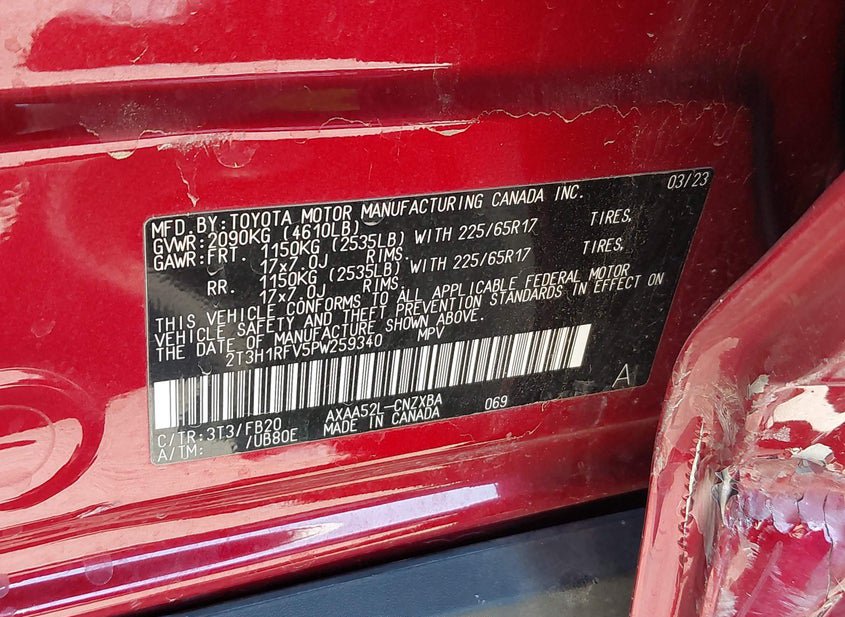 03/23
MFD.BY:TOYOTA MOTOR MANUFACTURING CANADA INC.
GVWR:2090KG (4610LB)
GAWR:FRT. 1150KG (2535LB) WITH 225/65R17 TIRES.
17x7.0J RIMS.
RR. 1150KG (2535LB) WITH 225/65R17 TIRES.
17x7.0J RIMS.
THIS VEHICLE CONFORMS TO ALL APPLICABLE FEDERAL MOTOR
VEHICLE SAFETY AND THEFT PREVENTION STANDARDS IN EFFECT ON
THE DATE OF MANUFACTURE SHOWN ABOVE.
2T3H1RFV5PW259340 MPV
A
C/TR:3T3/FB20 AXAA52L-CNZXBA 069
A/TM: /UB80E MADE IN CANADA